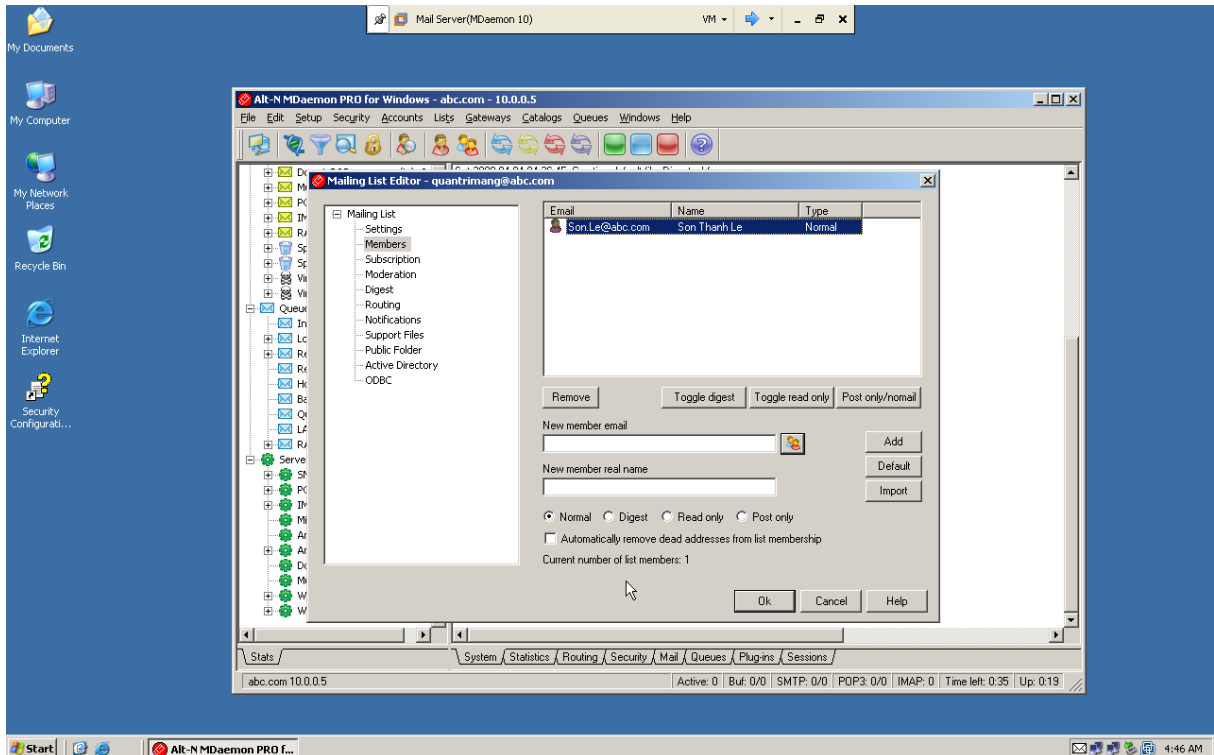 Mail Server(MDaemon 10)
VM
My Documents
My Computer
My Network
Places
Recycle Bin
Internet
Explorer
Security
Configurati...
Alt-N MDaemon PRO for Windows - abc.com - 10.0.0.5
File Edit Setup Security Accounts Lists Gateways Catalogs Queues Windows Help
Mailing List Editor - quantrimang@abc.com
Mailing List
Settings
Members
Subscription
Moderation
Digest
Routing
Notifications
Support Files
Public Folder
Active Directory
ODBC
Email Name Type
Son.Le@abc.com Son Thanh Le Normal
Remove Toggle digest Toggle read only Post only/nomail
New member email
Add
Default
New member real name
Import
Normal Digest Read only Post only
Automatically remove dead addresses from list membership
Current number of list members: 1
Ok Cancel Help
Queue
Serve
Stats
System Statistics Routing Security Mail Queues Plug-ins Sessions
abc.com 10.0.0.5
Active: 0 Buf: 0/0 SMTP: 0/0 POP3: 0/0 IMAP: 0 Time left: 0:35 Up: 0:19
Start
Alt-N MDaemon PRO f...
4:46 AM